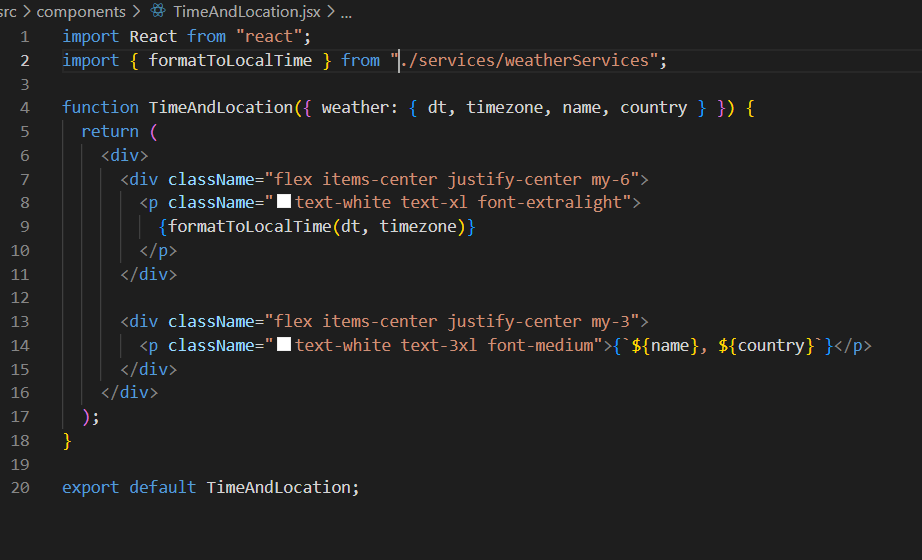 src > components > TimeAndLocation.jsx > ...
1 import React from "react";
2 import { formatToLocalTime } from "./services/weatherServices";
3
4 function TimeAndLocation({ weather: { dt, timezone, name, country } }) {
5   return (
6     <div>
7       <div className="flex items-center justify-center my-6">
8         <p className="text-white text-xl font-extralight">
9           {formatToLocalTime(dt, timezone)}
10         </p>
11       </div>
12
13       <div className="flex items-center justify-center my-3">
14         <p className="text-white text-3xl font-medium">{`${name}, ${country}`}</p>
15       </div>
16     </div>
17   );
18 }
19
20 export default TimeAndLocation;